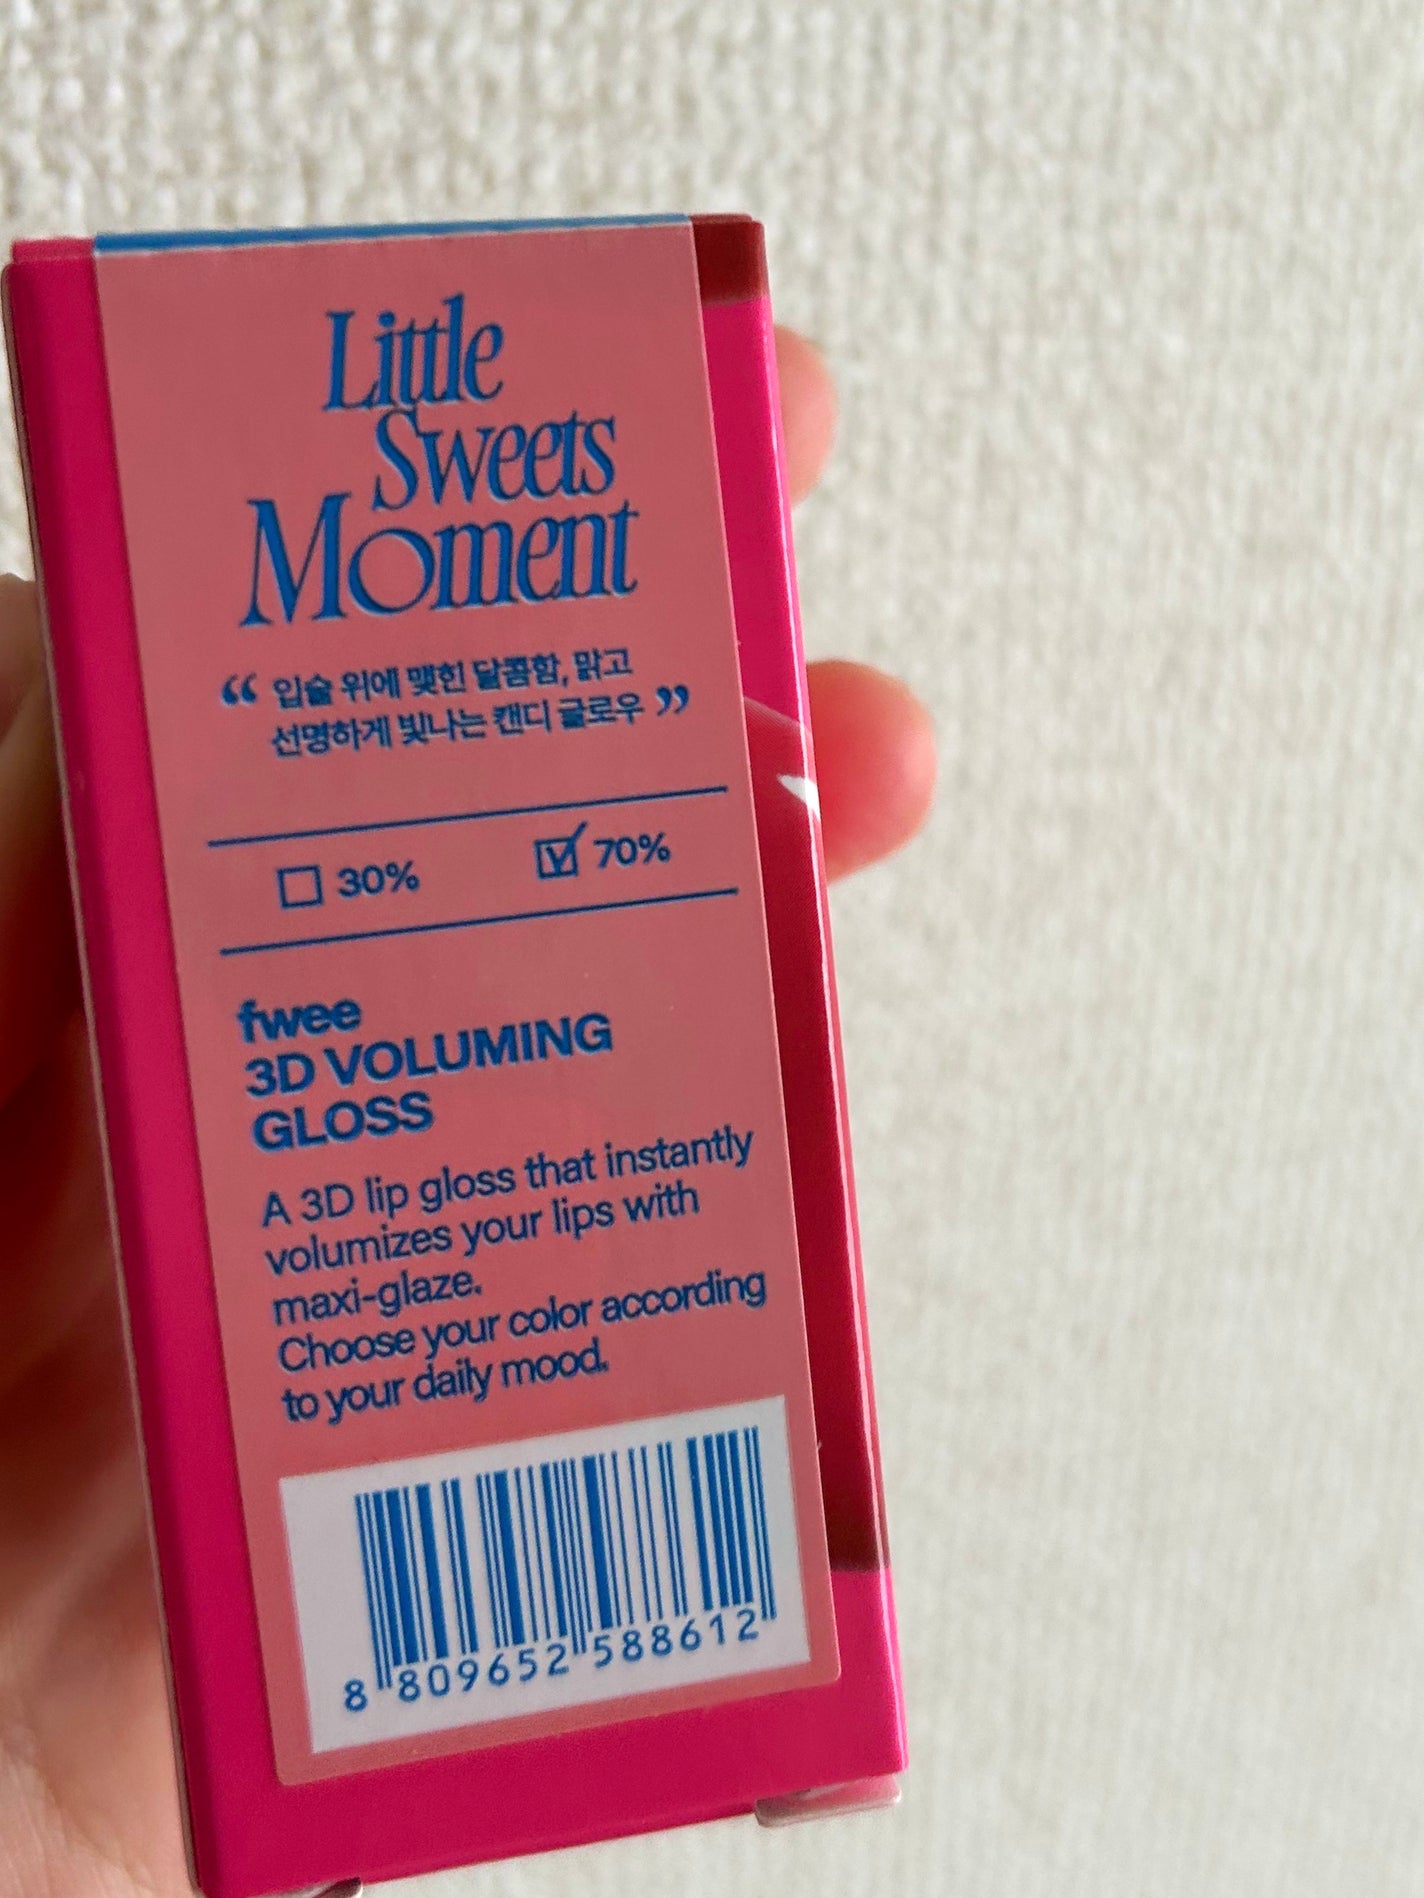 Little
Sweets
Moment
“ 입술 위에 맺힌 달콤함, 맑고
선명하게 빛나는 캔디 글로우 ”
30% 70%
fwee
3D VOLUMING
GLOSS
A 3D lip gloss that instantly
volumizes your lips with
maxi-glaze.
Choose your color according
to your daily mood.
8 809652 588612